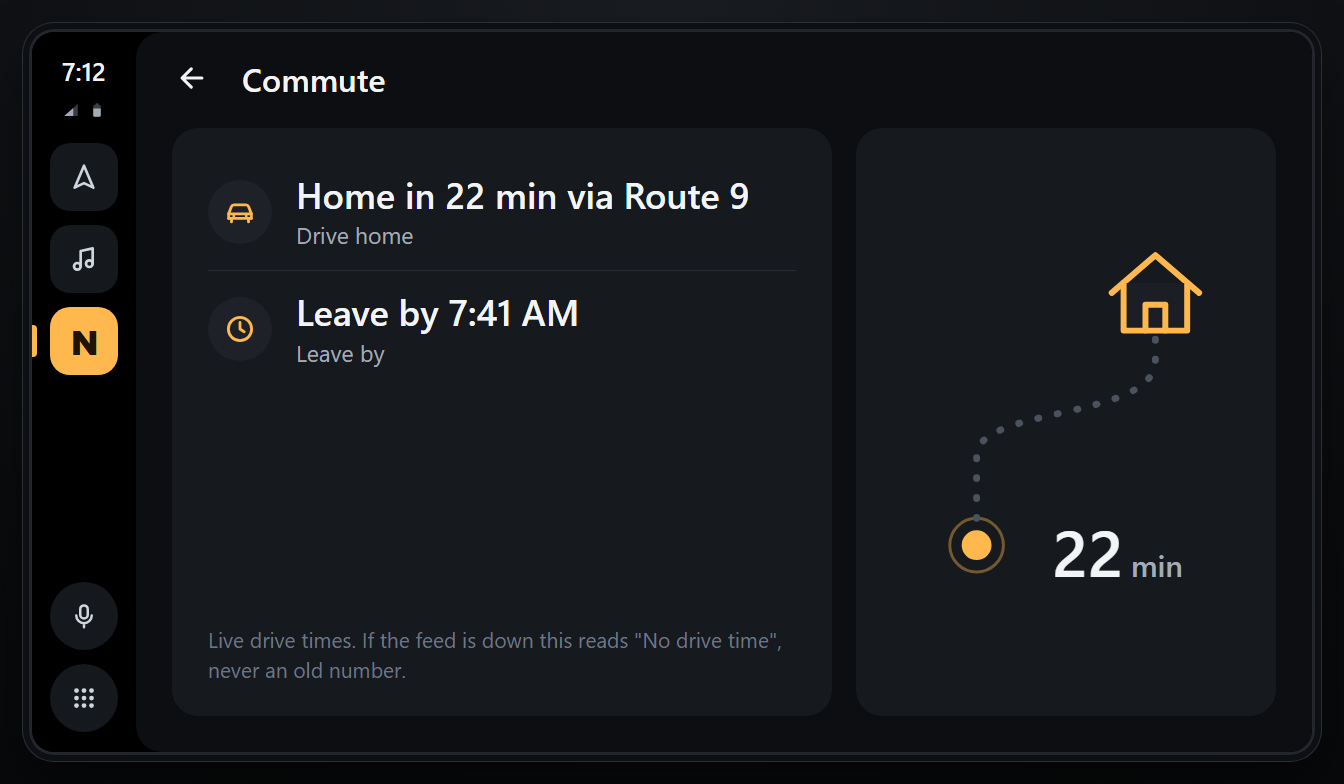 7:12
N
Commute
Home in 22 min via Route 9
Drive home
Leave by 7:41 AM
Leave by
Live drive times. If the feed is down this reads "No drive time",
never an old number.
22 min